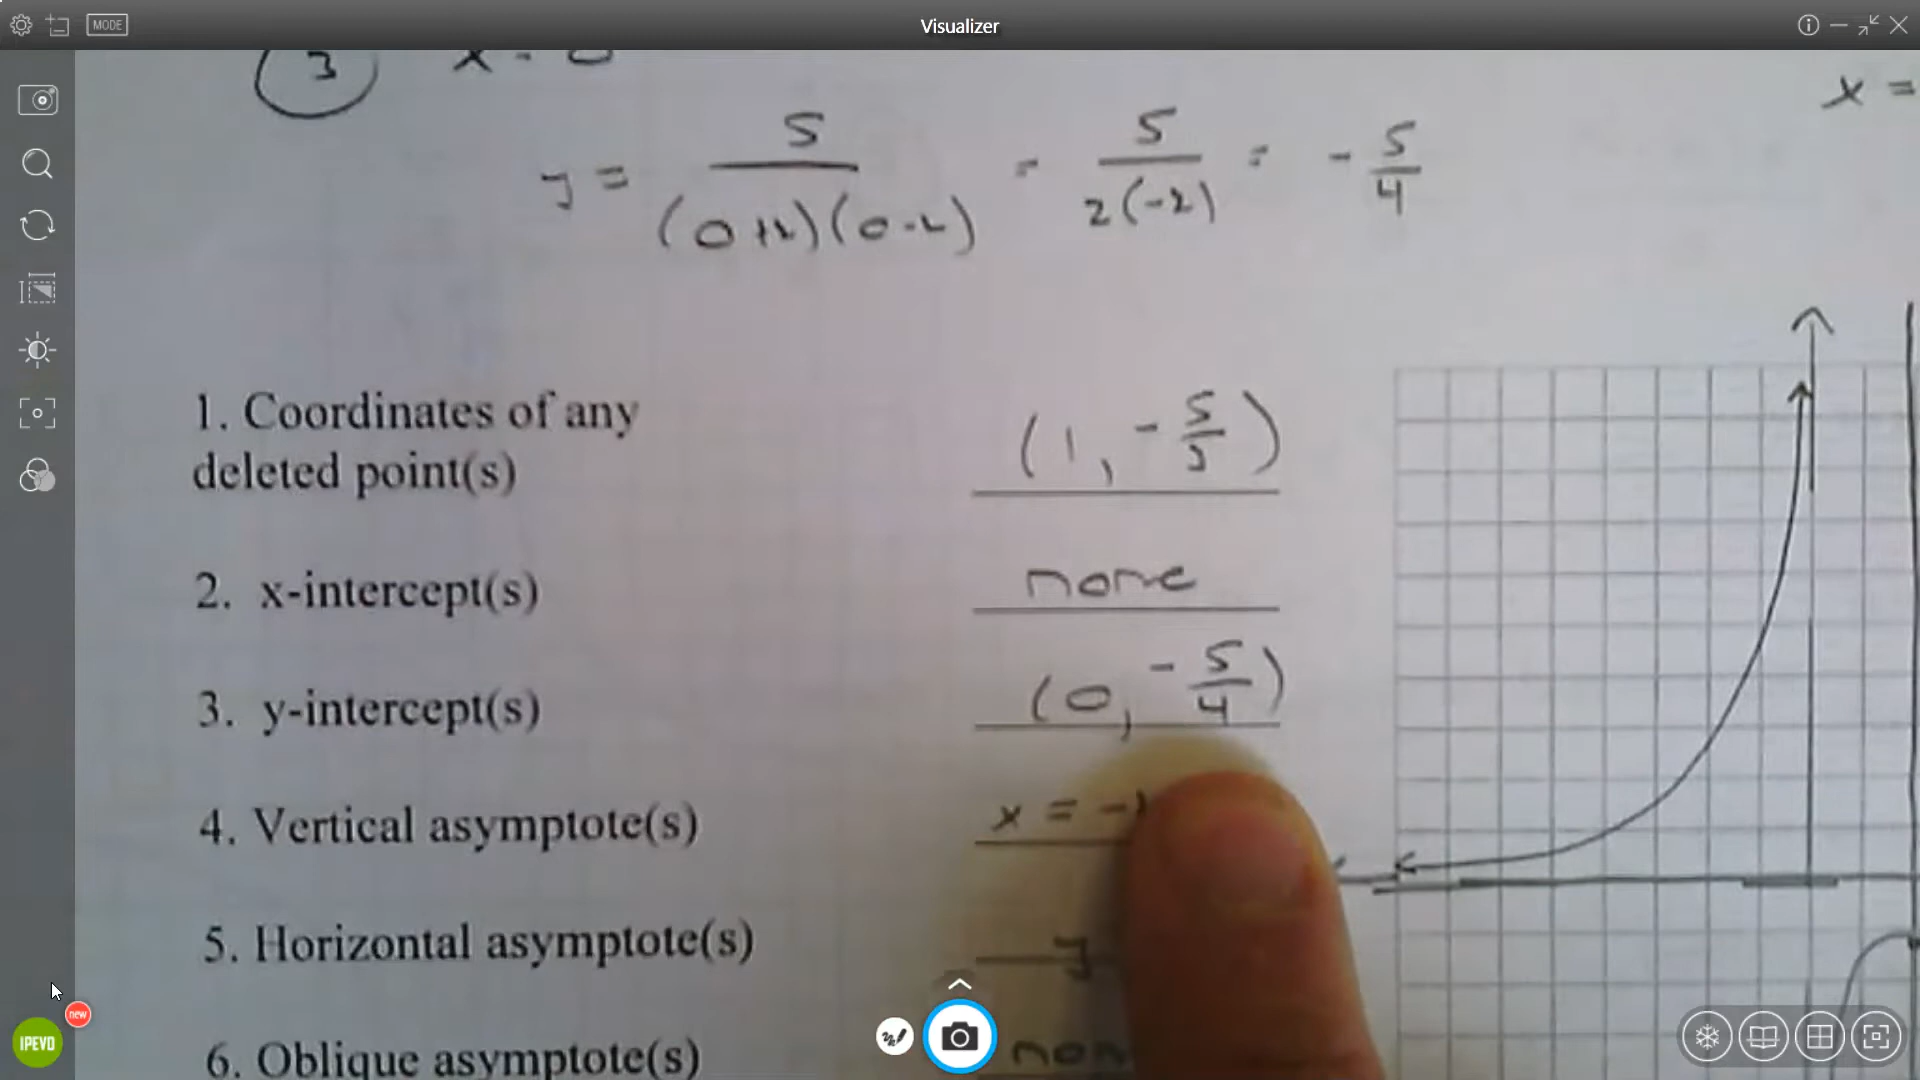 MODE
Visualizer
3 x = 0
x =
y = 5/((0+2)(0-2)) = 5/(2(-2)) = - 5/4
1. Coordinates of any
deleted point(s)
(1, - 5/3)
2. x-intercept(s) none
3. y-intercept(s) (0, - 5/4)
4. Vertical asymptote(s) x = -
5. Horizontal asymptote(s) y
6. Oblique asymptote(s) non
new
IPEVO